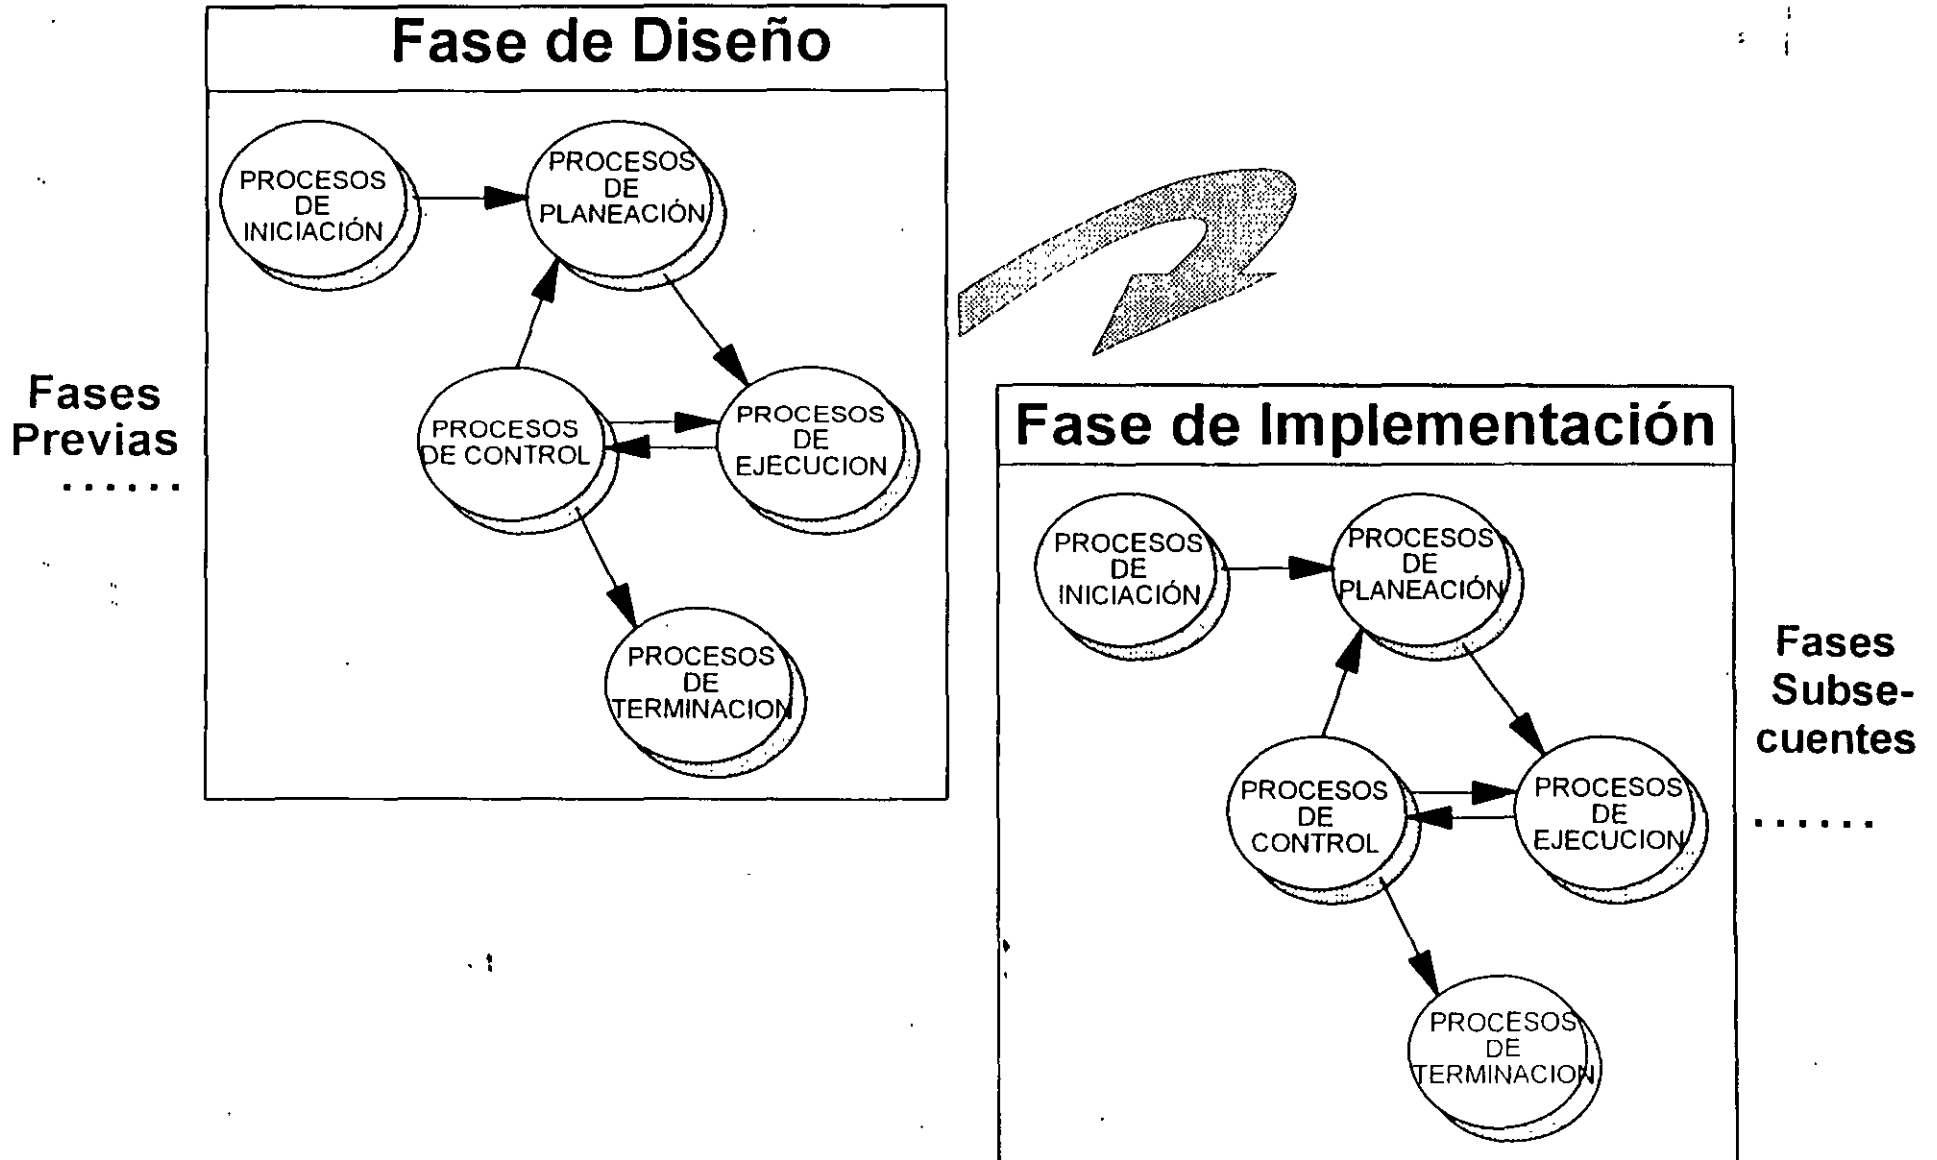 Fase de Diseño
PROCESOS
DE
INICIACIÓN
PROCESOS
DE
PLANEACIÓN
PROCESOS
DE CONTROL
PROCESOS
DE
EJECUCION
PROCESOS
DE
TERMINACION
Fases
Previas
......
Fase de Implementación
PROCESOS
DE
INICIACIÓN
PROCESOS
DE
PLANEACIÓN
PROCESOS
DE
CONTROL
PROCESOS
DE
EJECUCION
PROCESOS
DE
TERMINACION
Fases
Subse-
cuentes
......